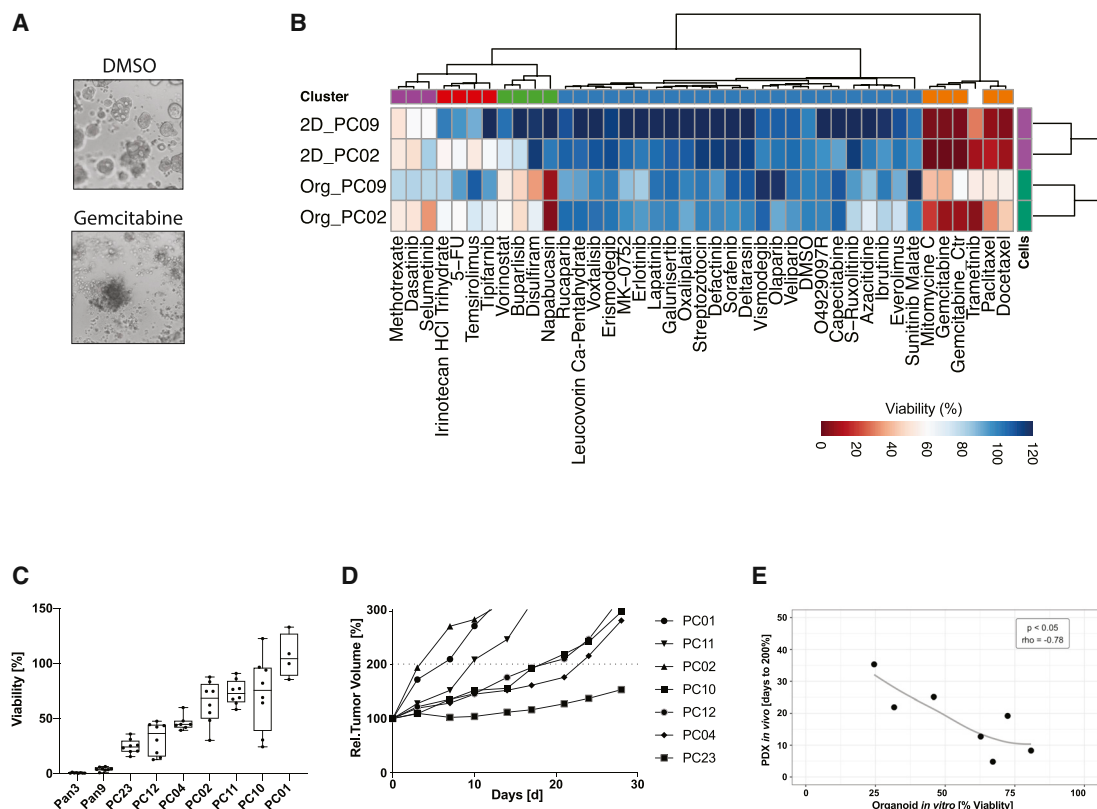 A
DMSO
Gemcitabine
B
Cluster
2D_PC09
2D_PC02
Org_PC09
Org_PC02
Cells
Methotrexate
Dasatinib
Selumetinib
Irinotecan HCl Trihydrate
5-FU
Temsirolimus
Tipifarnib
Vorinostat
Buparlisib
Disulfiram
Napabucasin
Rucaparib
Leucovorin Ca-Pentahydrate
Voxtalisib
Erismodegib
MK-0752
Erlotinib
Lapatinib
Galunisertib
Oxaliplatin
Streptozotocin
Defactinib
Sorafenib
Deltarasin
Vismodegib
Olaparib
Veliparib
DMSO
O4929097R
Capecitabine
S-Ruxolitinib
Azacitidine
Ibrutinib
Everolimus
Sunitinib Malate
Mitomycine C
Gemcitabine
Gemcitabine_Ctr
Trametinib
Paclitaxel
Docetaxel
Viability (%)
0 20 40 60 80 100 120
C
Viability [%]
150
100
50
0
Pan3 Pan9 PC23 PC12 PC04 PC02 PC11 PC10 PC01
D
Rel.Tumor Volume [%]
300
200
100
0
0 10 20 30
Days [d]
PC01
PC11
PC02
PC10
PC12
PC04
PC23
E
PDX in vivo [days to 200%]
50
40
30
20
10
0
p < 0.05
rho = -0.78
0 25 50 75 100
Organoid in vitro [% Viablity]